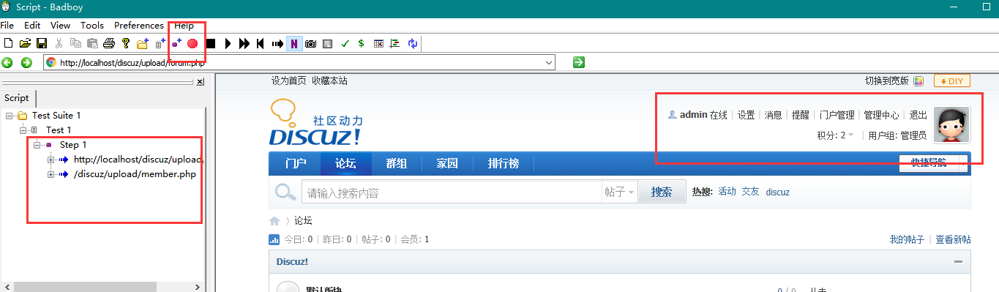 Script - Badboy
File Edit View Tools Preferences Help
N $
http://localhost/discuz/upload/forum.php
Script
Test Suite 1
Test 1
Step 1
http://localhost/discuz/upload/
/discuz/upload/member.php
设为首页 收藏本站
切换到宽版 DIY
社区动力
DISCUZ!
admin 在线 | 设置 | 消息 | 提醒 | 门户管理 | 管理中心 | 退出
积分: 2 | 用户组: 管理员
门户 论坛 群组 家园 排行榜 快捷导航
请输入搜索内容 帖子 搜索 热搜: 活动 交友 discuz
论坛
今日: 0 | 昨日: 0 | 帖子: 0 | 会员: 1
我的帖子 | 查看新帖
Discuz!
默认版块
0 / 0 从未